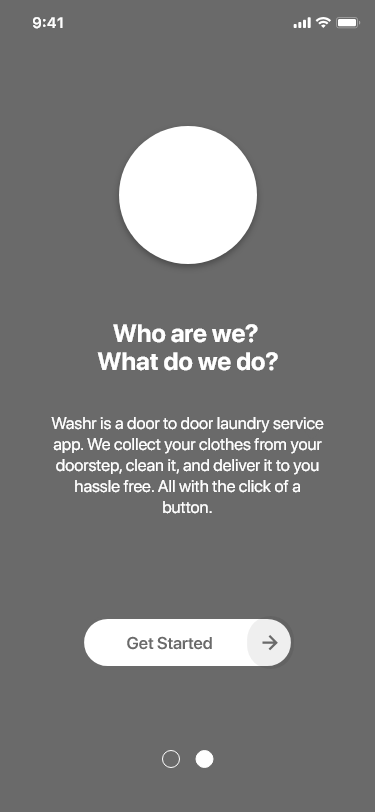 9:41
Who are we?
What do we do?
Washr is a door to door laundry service
app. We collect your clothes from your
doorstep, clean it, and deliver it to you
hassle free. All with the click of a
button.
Get Started